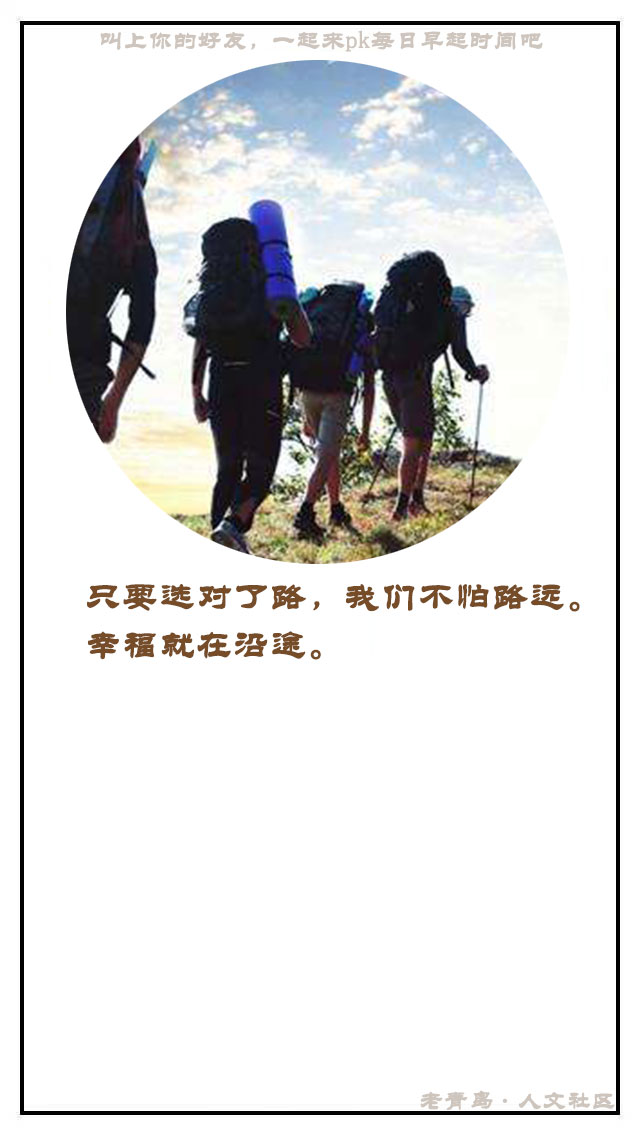 叫上你的好友，一起来pk每日早起时间吧
只要选对了路，我们不怕路远。
幸福就在沿途。
老青岛·人文社区